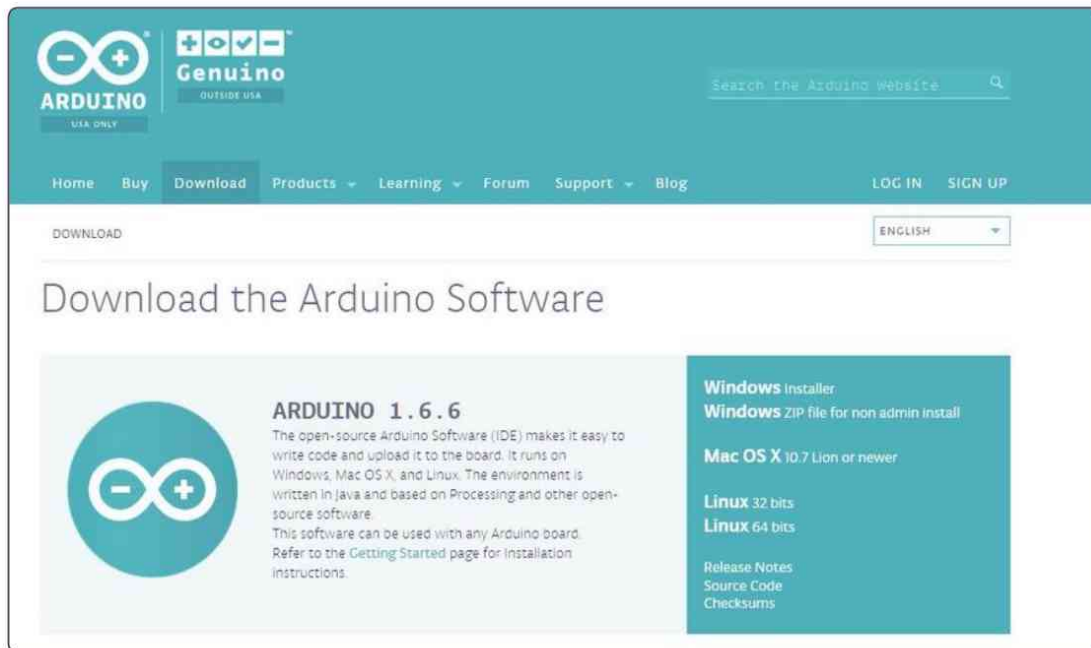 ARDUINO
USA ONLY
Genuino
OUTSIDE USA
Search the Arduino Website
Home Buy Download Products Learning Forum Support Blog LOG IN SIGN UP
DOWNLOAD
ENGLISH
Download the Arduino Software
ARDUINO 1.6.6
The open-source Arduino Software (IDE) makes it easy to
write code and upload it to the board. It runs on
Windows, Mac OS X, and Linux. The environment is
written in Java and based on Processing and other open-
source software.
This software can be used with any Arduino board.
Refer to the Getting Started page for Installation
instructions.
Windows Installer
Windows ZIP file for non admin install
Mac OS X 10.7 Lion or newer
Linux 32 bits
Linux 64 bits
Release Notes
Source Code
Checksums